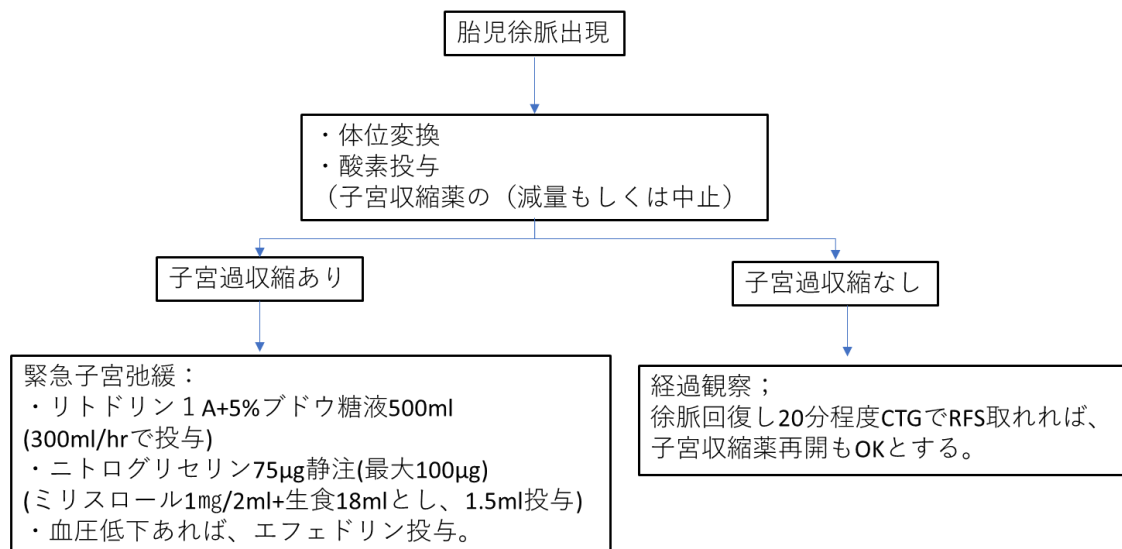 胎児徐脈出現
・体位変換
・酸素投与
（子宮収縮薬の（減量もしくは中止）
子宮過収縮あり
子宮過収縮なし
緊急子宮弛緩：
・リトドリン１A+5%ブドウ糖液500ml
(300ml/hrで投与)
・ニトログリセリン75μg静注(最大100μg)
(ミリスロール1㎎/2ml+生食18mlとし、1.5ml投与)
・血圧低下あれば、エフェドリン投与。
経過観察；
徐脈回復し20分程度CTGでRFS取れれば、
子宮収縮薬再開もOKとする。